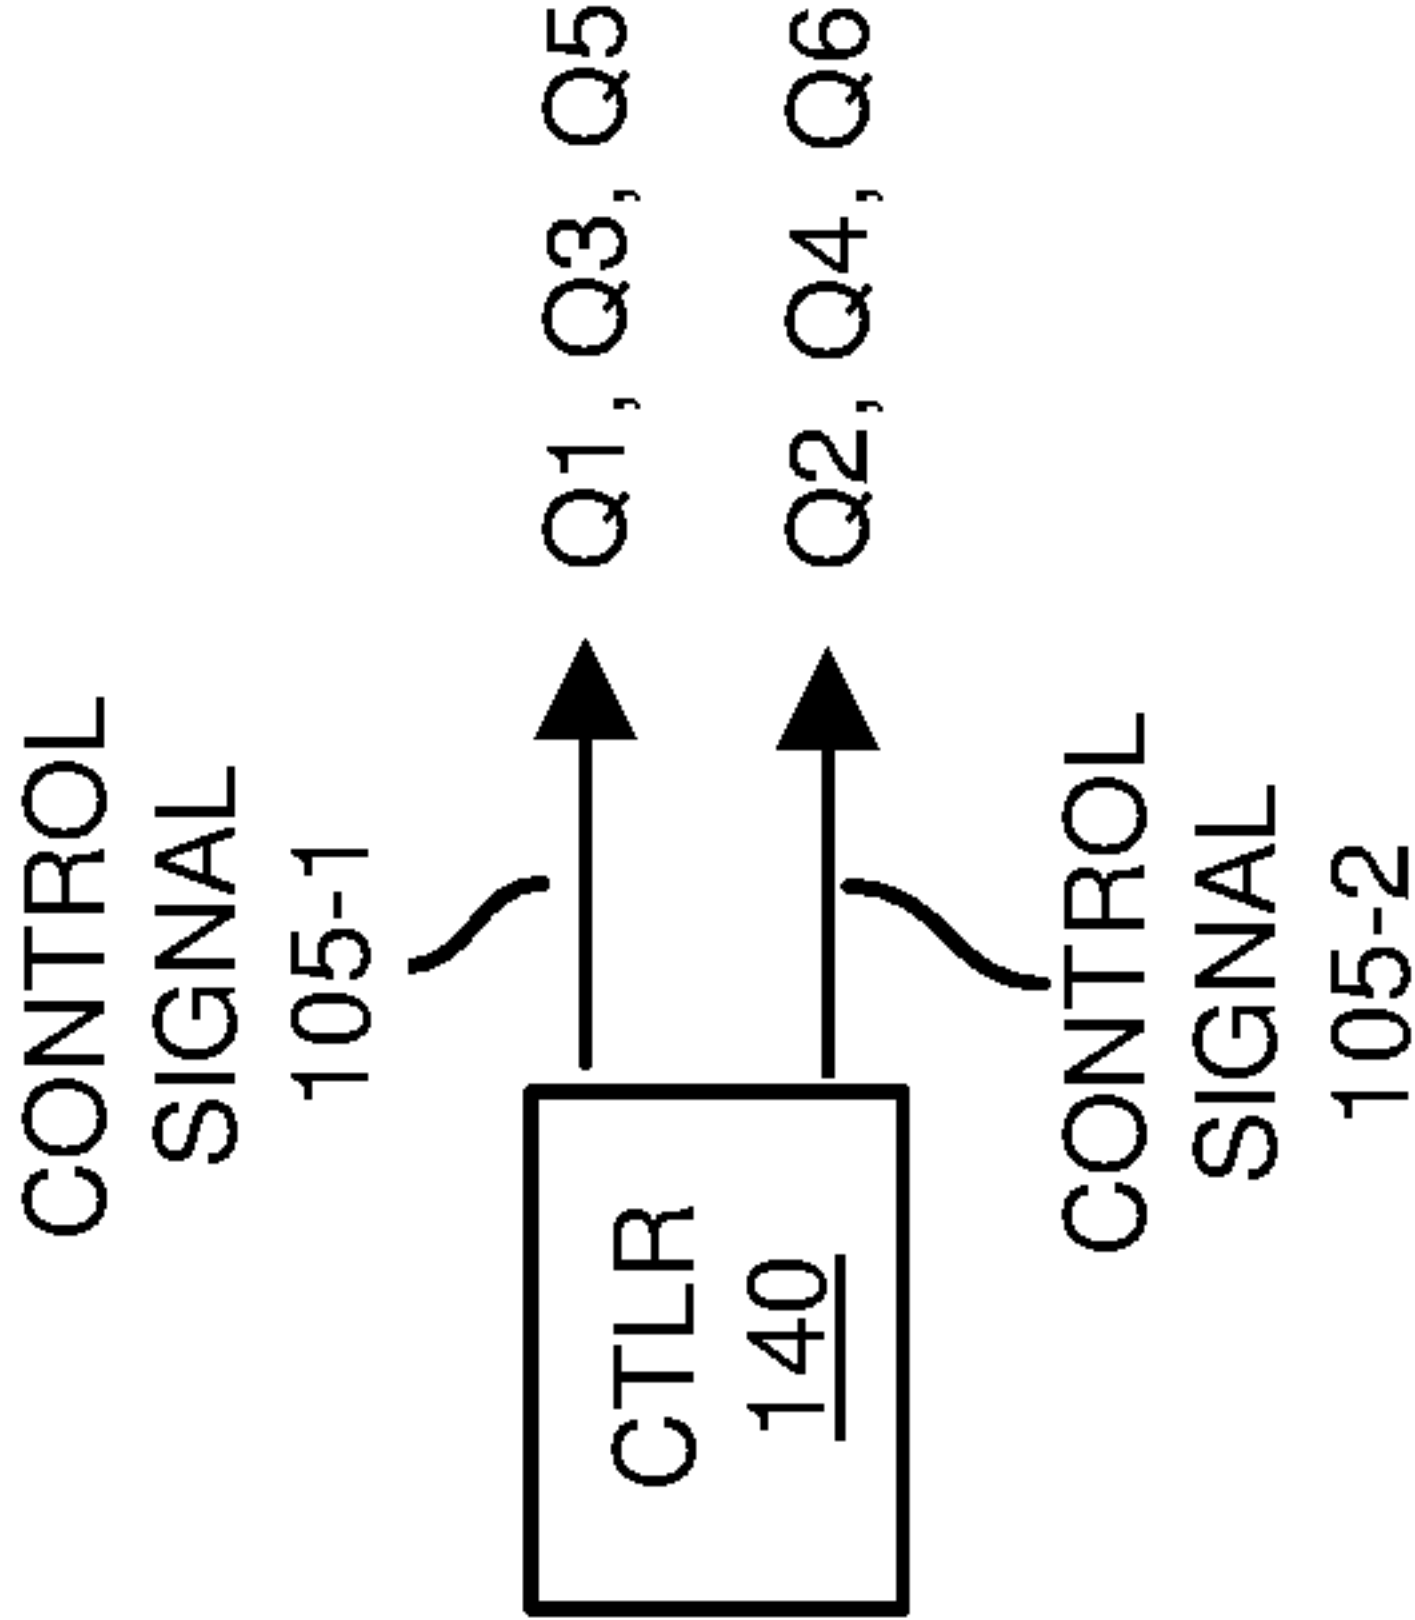 CONTROL
SIGNAL
105-1
Q1, Q3, Q5
CTLR
140
Q2, Q4, Q6
CONTROL
SIGNAL
105-2